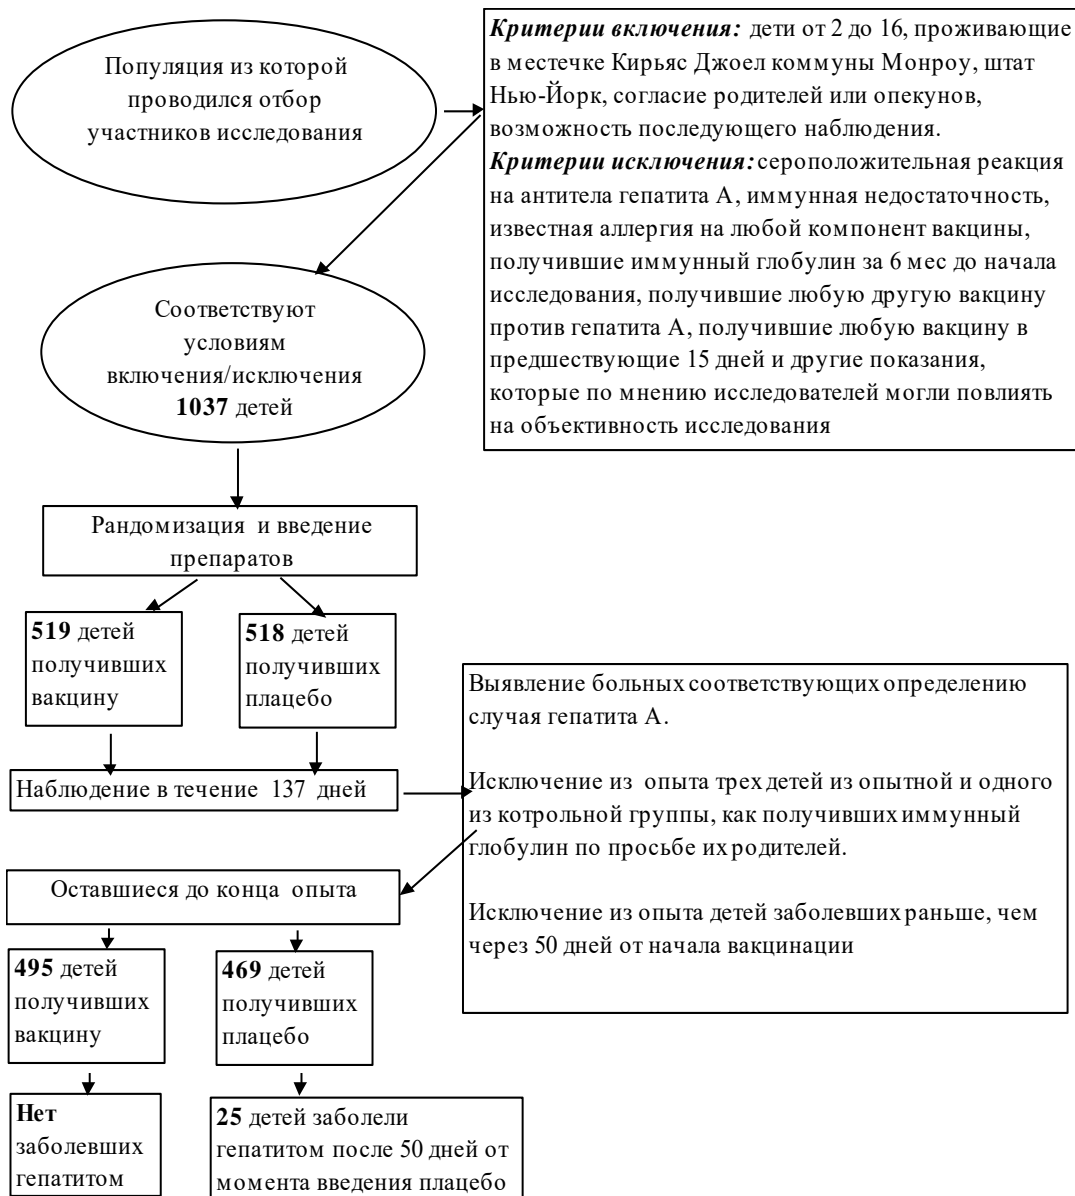 Популяция из которой
проводился отбор
участников исследования
Критерии включения: дети от 2 до 16, проживающие
в местечке Кирьяс Джоел коммуны Монроу, штат
Нью-Йорк, согласие родителей или опекунов,
возможность последующего наблюдения.
Критерии исключения: сероположительная реакция
на антитела гепатита А, иммунная недостаточность,
известная аллергия на любой компонент вакцины,
получившие иммунный глобулин за 6 мес до начала
исследования, получившие любую другую вакцину
против гепатита А, получившие любую вакцину в
предшествующие 15 дней и другие показания,
которые по мнению исследователей могли повлиять
на объективность исследования
Соответствуют
условиям
включения/исключения
1037 детей
Рандомизация и введение
препаратов
519 детей
получивших
вакцину
518 детей
получивших
плацебо
Наблюдение в течение 137 дней
Выявление больных соответствующих определению
случая гепатита А.
Исключение из опыта трех детей из опытной и одного
из котрольной группы, как получивших иммунный
глобулин по просьбе их родителей.
Исключение из опыта детей заболевших раньше, чем
через 50 дней от начала вакцинации
Оставшиеся до конца опыта
495 детей
получивших
вакцину
469 детей
получивших
плацебо
Нет
заболевших
гепатитом
25 детей заболели
гепатитом после 50 дней от
момента введения плацебо